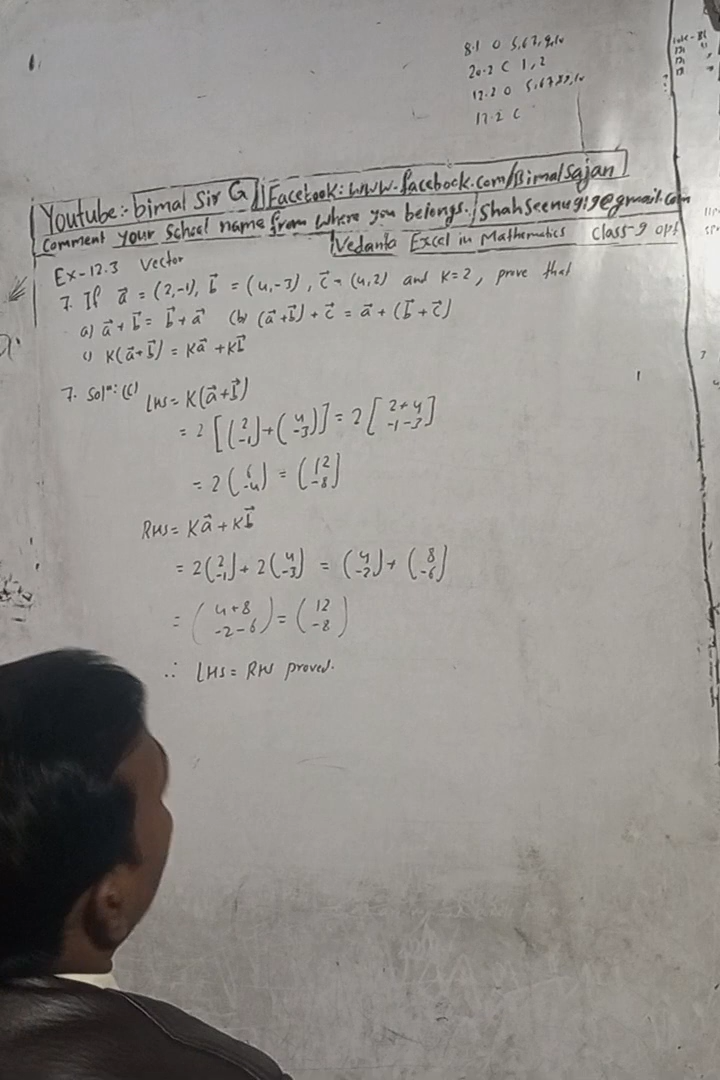 8.1 O 5,6,7,9,10
20.2 C 1,2
12.2 O 5,6,7,8,9,10
17.2 C
Youtube:- bimal Sir G || Facebook: www.facebook.com/Bimalsajan
Comment your School name from where you belongs. / Shahseenugig@gmail.com
Vedanta Excel in Mathematics Class-9 opt
Ex-12.3 Vector
7. If a⃗ = (2,-1), b⃗ = (4,-3), c⃗ = (4,2) and K=2, prove that
a) a⃗ + b⃗ = b⃗ + a⃗ (b) (a⃗+b⃗) + c⃗ = a⃗ + (b⃗ + c⃗)
c) K(a⃗+b⃗) = Ka⃗ + Kb⃗
7. Solⁿ: (c) LHS = K(a⃗+b⃗)
= 2 [(2 -1) + (4 -3)] = 2 [2+4 -1-3]
= 2 (6 -4) = (12 -8)
RHS = Ka⃗ + Kb⃗
= 2(2 -1) + 2(4 -3) = (4 -2) + (8 -6)
= (4+8 -2-6) = (12 -8)
∴ LHS = RHS proved.